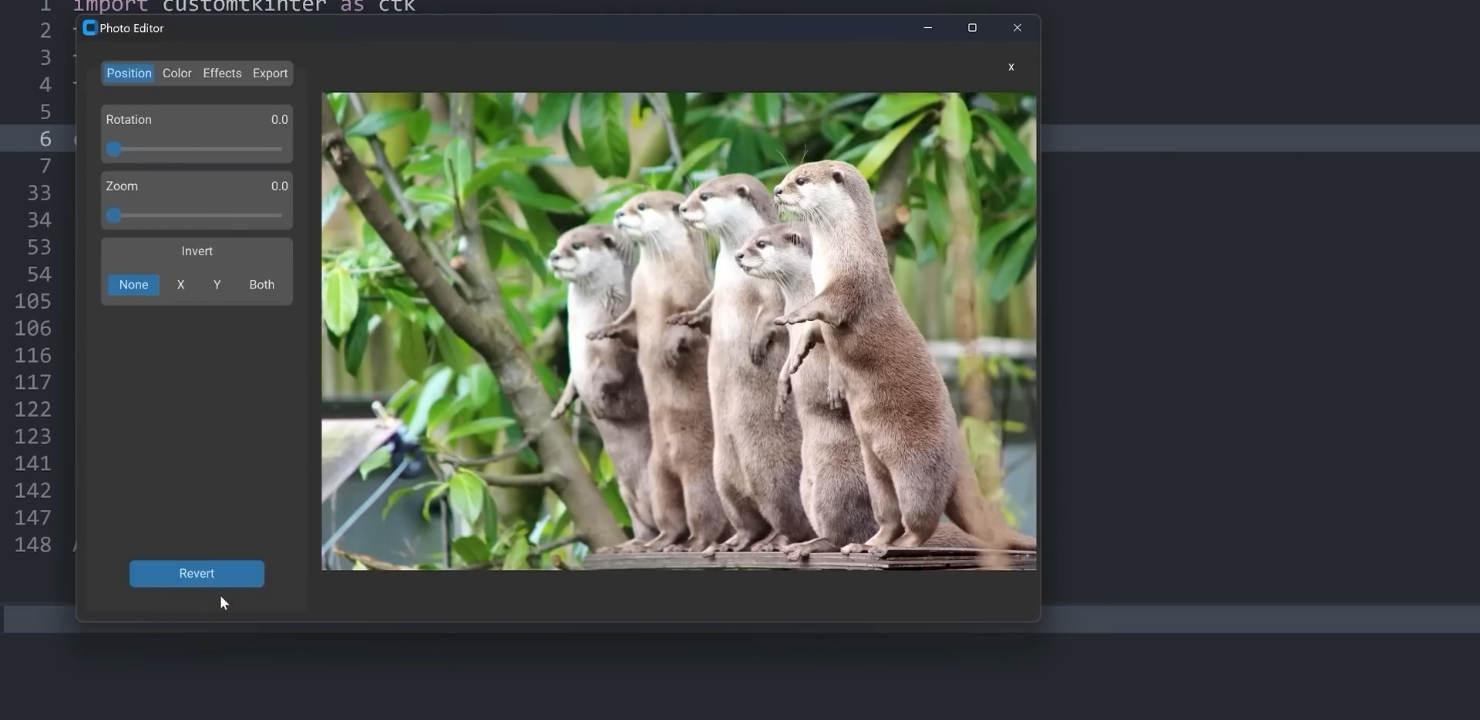 1 import customtkinter as ctk
Photo Editor
2
3
4
5
6
7
33
34
53
54
105
106
116
117
122
123
141
142
147
148
x
Position Color Effects Export
Rotation 0.0
Zoom 0.0
Invert
None X Y Both
Revert